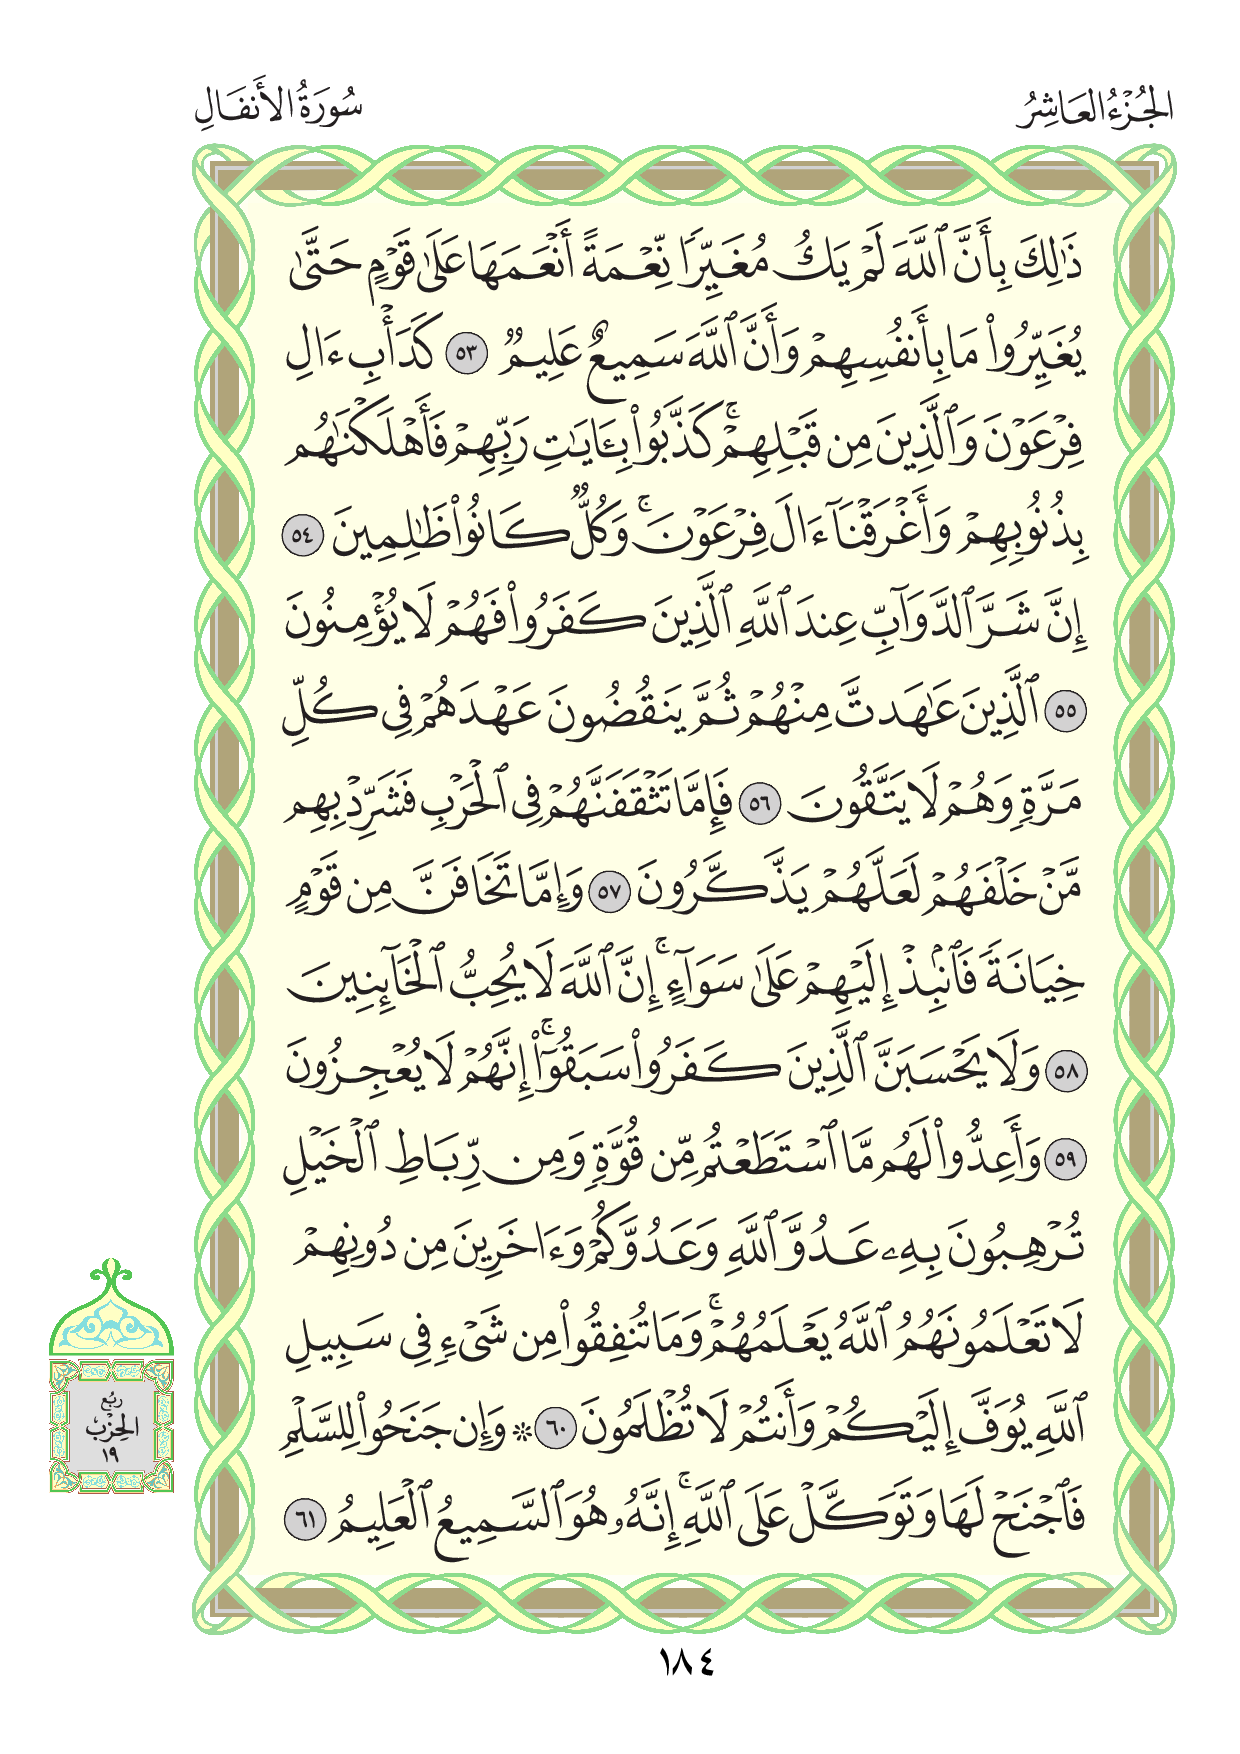 الجُزْءُ العَاشِرُ
سُورَةُ الأَنفَالِ
ذَٰلِكَ بِأَنَّ ٱللَّهَ لَمْ يَكُ مُغَيِّرًا نِّعْمَةً أَنْعَمَهَا عَلَىٰ قَوْمٍ حَتَّىٰ
يُغَيِّرُوا۟ مَا بِأَنفُسِهِمْ وَأَنَّ ٱللَّهَ سَمِيعٌ عَلِيمٌ ٥٣ كَدَأْبِ ءَالِ
فِرْعَوْنَ وَٱلَّذِينَ مِن قَبْلِهِمْ ۚ كَذَّبُوا۟ بِـَٔايَـٰتِ رَبِّهِمْ فَأَهْلَكْنَـٰهُم
بِذُنُوبِهِمْ وَأَغْرَقْنَآ ءَالَ فِرْعَوْنَ ۚ وَكُلٌّ كَانُوا۟ ظَـٰلِمِينَ ٥٤
إِنَّ شَرَّ ٱلدَّوَآبِّ عِندَ ٱللَّهِ ٱلَّذِينَ كَفَرُوا۟ فَهُمْ لَا يُؤْمِنُونَ
٥٥ ٱلَّذِينَ عَـٰهَدتَّ مِنْهُمْ ثُمَّ يَنقُضُونَ عَهْدَهُمْ فِى كُلِّ
مَرَّةٍ وَهُمْ لَا يَتَّقُونَ ٥٦ فَإِمَّا تَثْقَفَنَّهُمْ فِى ٱلْحَرْبِ فَشَرِّدْ بِهِم
مَّنْ خَلْفَهُمْ لَعَلَّهُمْ يَذَّكَّرُونَ ٥٧ وَإِمَّا تَخَافَنَّ مِن قَوْمٍ
خِيَانَةً فَٱنۢبِذْ إِلَيْهِمْ عَلَىٰ سَوَآءٍ ۚ إِنَّ ٱللَّهَ لَا يُحِبُّ ٱلْخَآئِنِينَ
٥٨ وَلَا يَحْسَبَنَّ ٱلَّذِينَ كَفَرُوا۟ سَبَقُوٓا۟ ۚ إِنَّهُمْ لَا يُعْجِزُونَ
٥٩ وَأَعِدُّوا۟ لَهُم مَّا ٱسْتَطَعْتُم مِّن قُوَّةٍ وَمِن رِّبَاطِ ٱلْخَيْلِ
تُرْهِبُونَ بِهِۦ عَدُوَّ ٱللَّهِ وَعَدُوَّكُمْ وَءَاخَرِينَ مِن دُونِهِمْ
لَا تَعْلَمُونَهُمُ ٱللَّهُ يَعْلَمُهُمْ ۚ وَمَا تُنفِقُوا۟ مِن شَىْءٍ فِى سَبِيلِ
ٱللَّهِ يُوَفَّ إِلَيْكُمْ وَأَنتُمْ لَا تُظْلَمُونَ ٦٠ ۞ وَإِن جَنَحُوا۟ لِلسَّلْمِ
فَٱجْنَحْ لَهَا وَتَوَكَّلْ عَلَى ٱللَّهِ ۚ إِنَّهُۥ هُوَ ٱلسَّمِيعُ ٱلْعَلِيمُ ٦١
رُبُع
الحِزْب
١٩
١٨٤